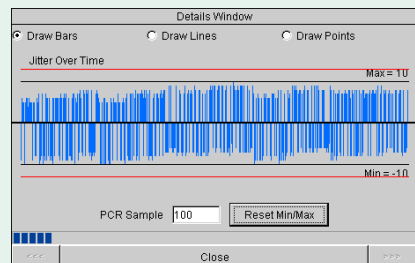 Details Window
Draw Bars Draw Lines Draw Points
Jitter Over Time
Max = 10
Min = -10
PCR Sample 100 Reset Min/Max
<<< Close >>>